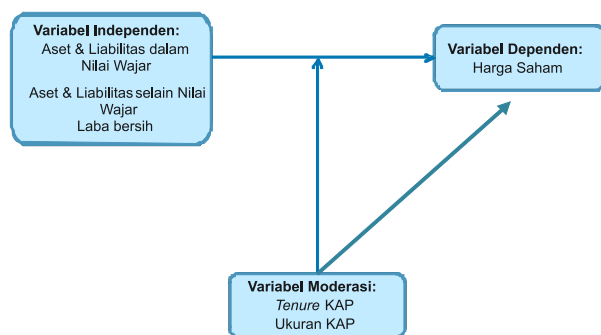 Variabel Independen:
Aset & Liabilitas dalam
Nilai Wajar
Aset & Liabilitas selain Nilai
Wajar
Laba bersih
Variabel Dependen:
Harga Saham
Variabel Moderasi:
Tenure KAP
Ukuran KAP